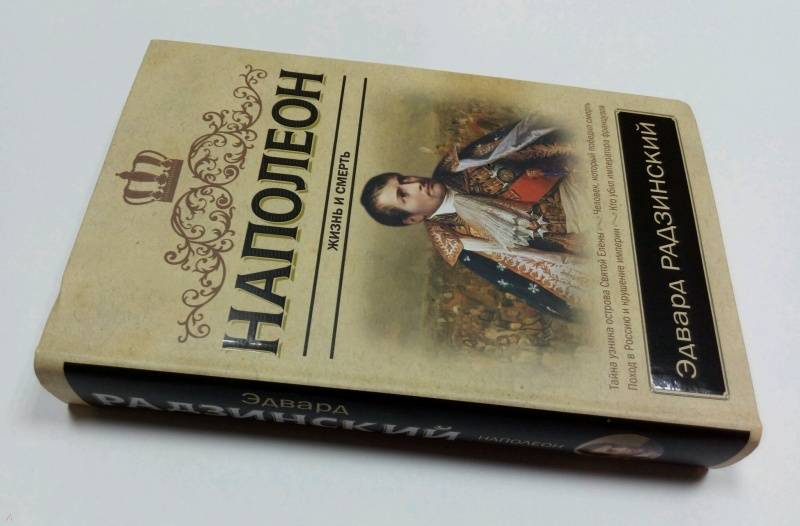 НАПОЛЕОН
ЖИЗНЬ И СМЕРТЬ
Тайна узника острова Святой Елены Человек, который победил смерть
Поход в Россию и крушение империи Кто убил императора французов
Эдвард РАДЗИНСКИЙ
Эдвард
РАДЗИНСКИЙ
НАПОЛЕОН